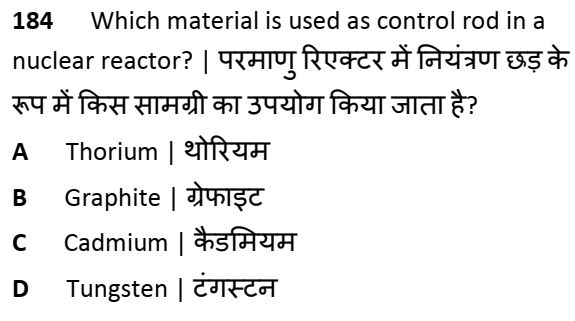 184 Which material is used as control rod in a
nuclear reactor? | परमाणु रिएक्टर में नियंत्रण छड़ के
रूप में किस सामग्री का उपयोग किया जाता है?
A Thorium | थोरियम
B Graphite | ग्रेफाइट
C Cadmium | कैडमियम
D Tungsten | टंगस्टन